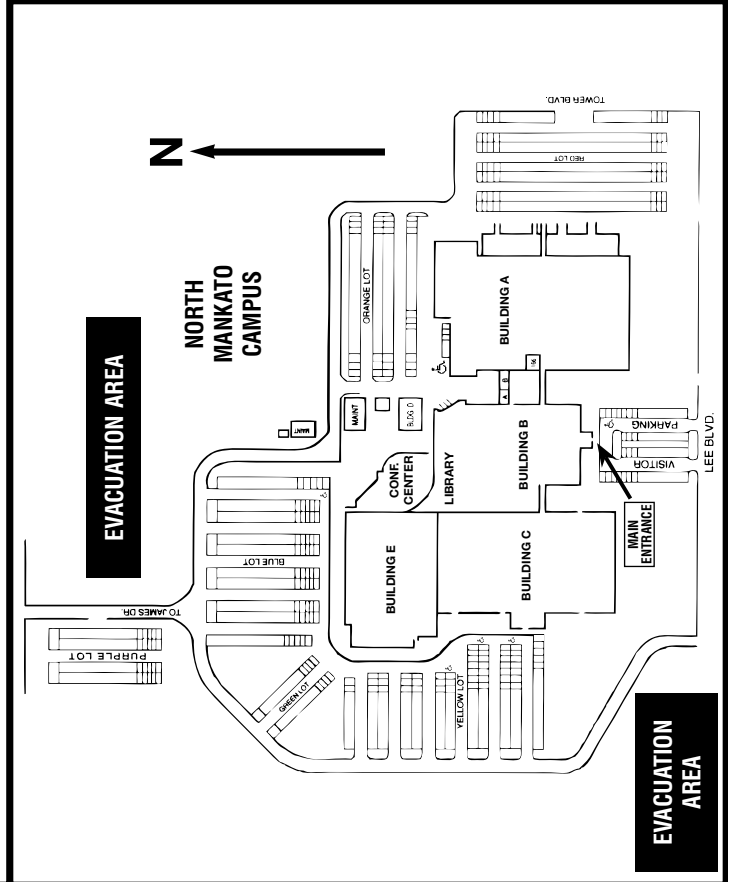 TOWER BLVD.
RED LOT
N
NORTH
MANKATO
CAMPUS
ORANGE LOT
BUILDING A
EVACUATION AREA
MAINT
MAINT
BLDG D
A B
CONF.
CENTER
LIBRARY
BUILDING B
PARKING
VISITOR
LEE BLVD.
MAIN
ENTRANCE
BLUE LOT
BUILDING E
BUILDING C
TO JAMES DR.
PURPLE LOT
GREEN LOT
YELLOW LOT
EVACUATION
AREA